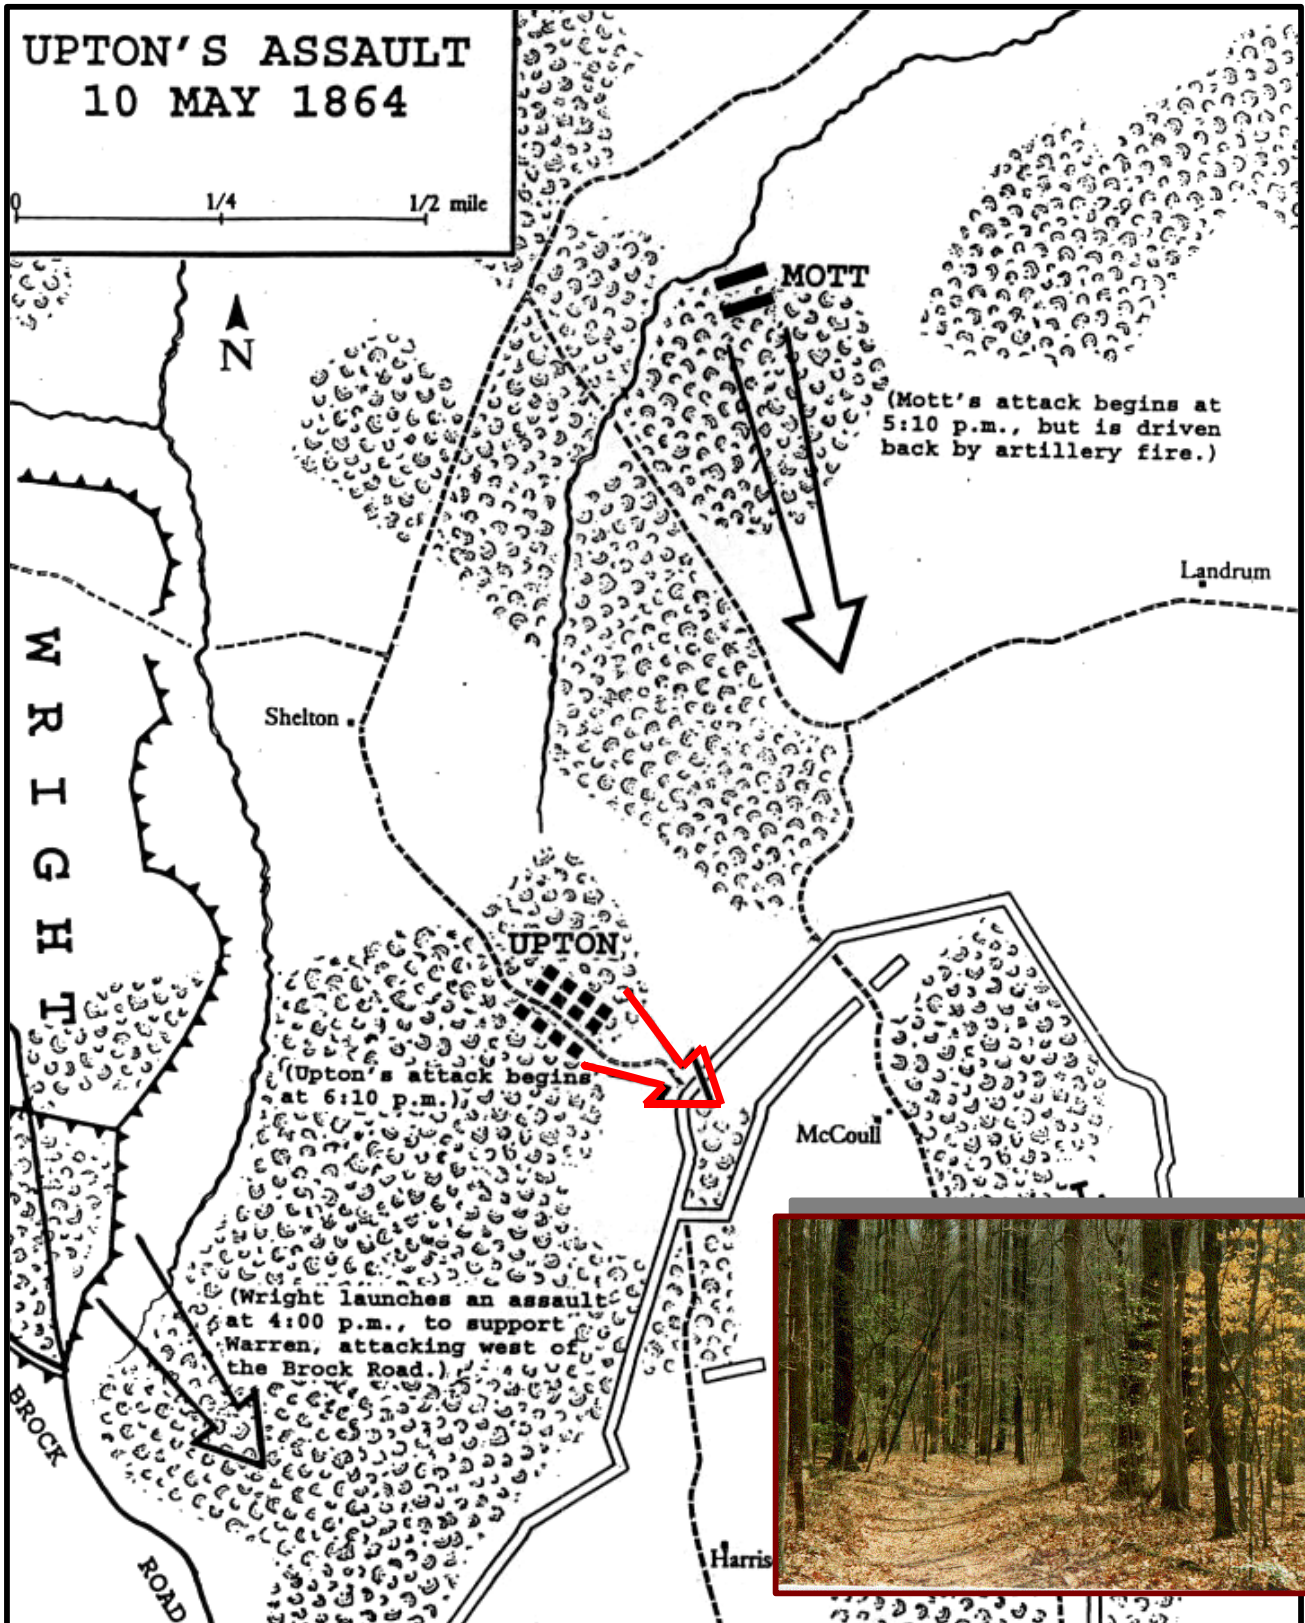 UPTON'S ASSAULT
10 MAY 1864
0 1/4 1/2 mile
N
MOTT
(Mott's attack begins at
5:10 p.m., but is driven
back by artillery fire.)
Landrum
WRIGHT
Shelton
UPTON
(Upton's attack begins
at 6:10 p.m.)
McCoull
(Wright launches an assault
at 4:00 p.m., to support
Warren, attacking west of
the Brock Road.)
BROCK
ROAD
Harris